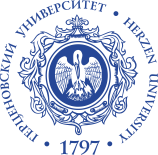 ГЕРЦЕНОВСКИЙ УНИВЕРСИТЕТ • HERZEN UNIVERSITY
• 1797 •